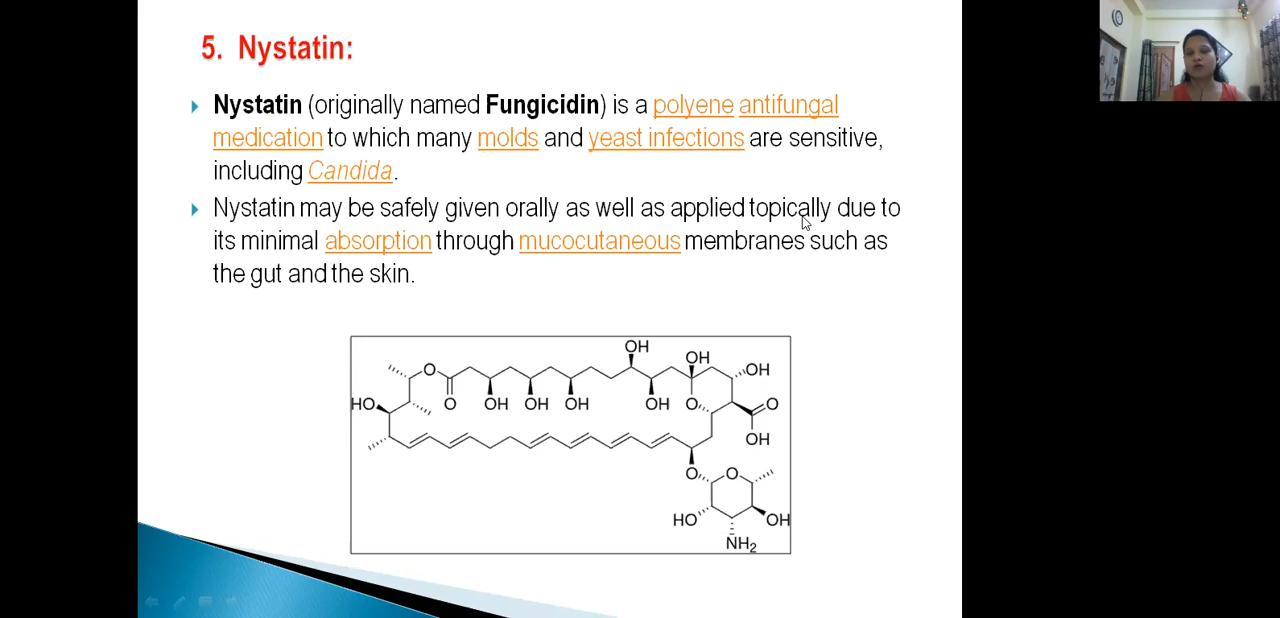 5. Nystatin:
Nystatin (originally named Fungicidin) is a polyene antifungal
medication to which many molds and yeast infections are sensitive,
including Candida.
Nystatin may be safely given orally as well as applied topically due to
its minimal absorption through mucocutaneous membranes such as
the gut and the skin.
OH
OH
O
OH
HO
O
OH
OH
OH
OH
O
O
OH
O
O
HO
OH
NH2